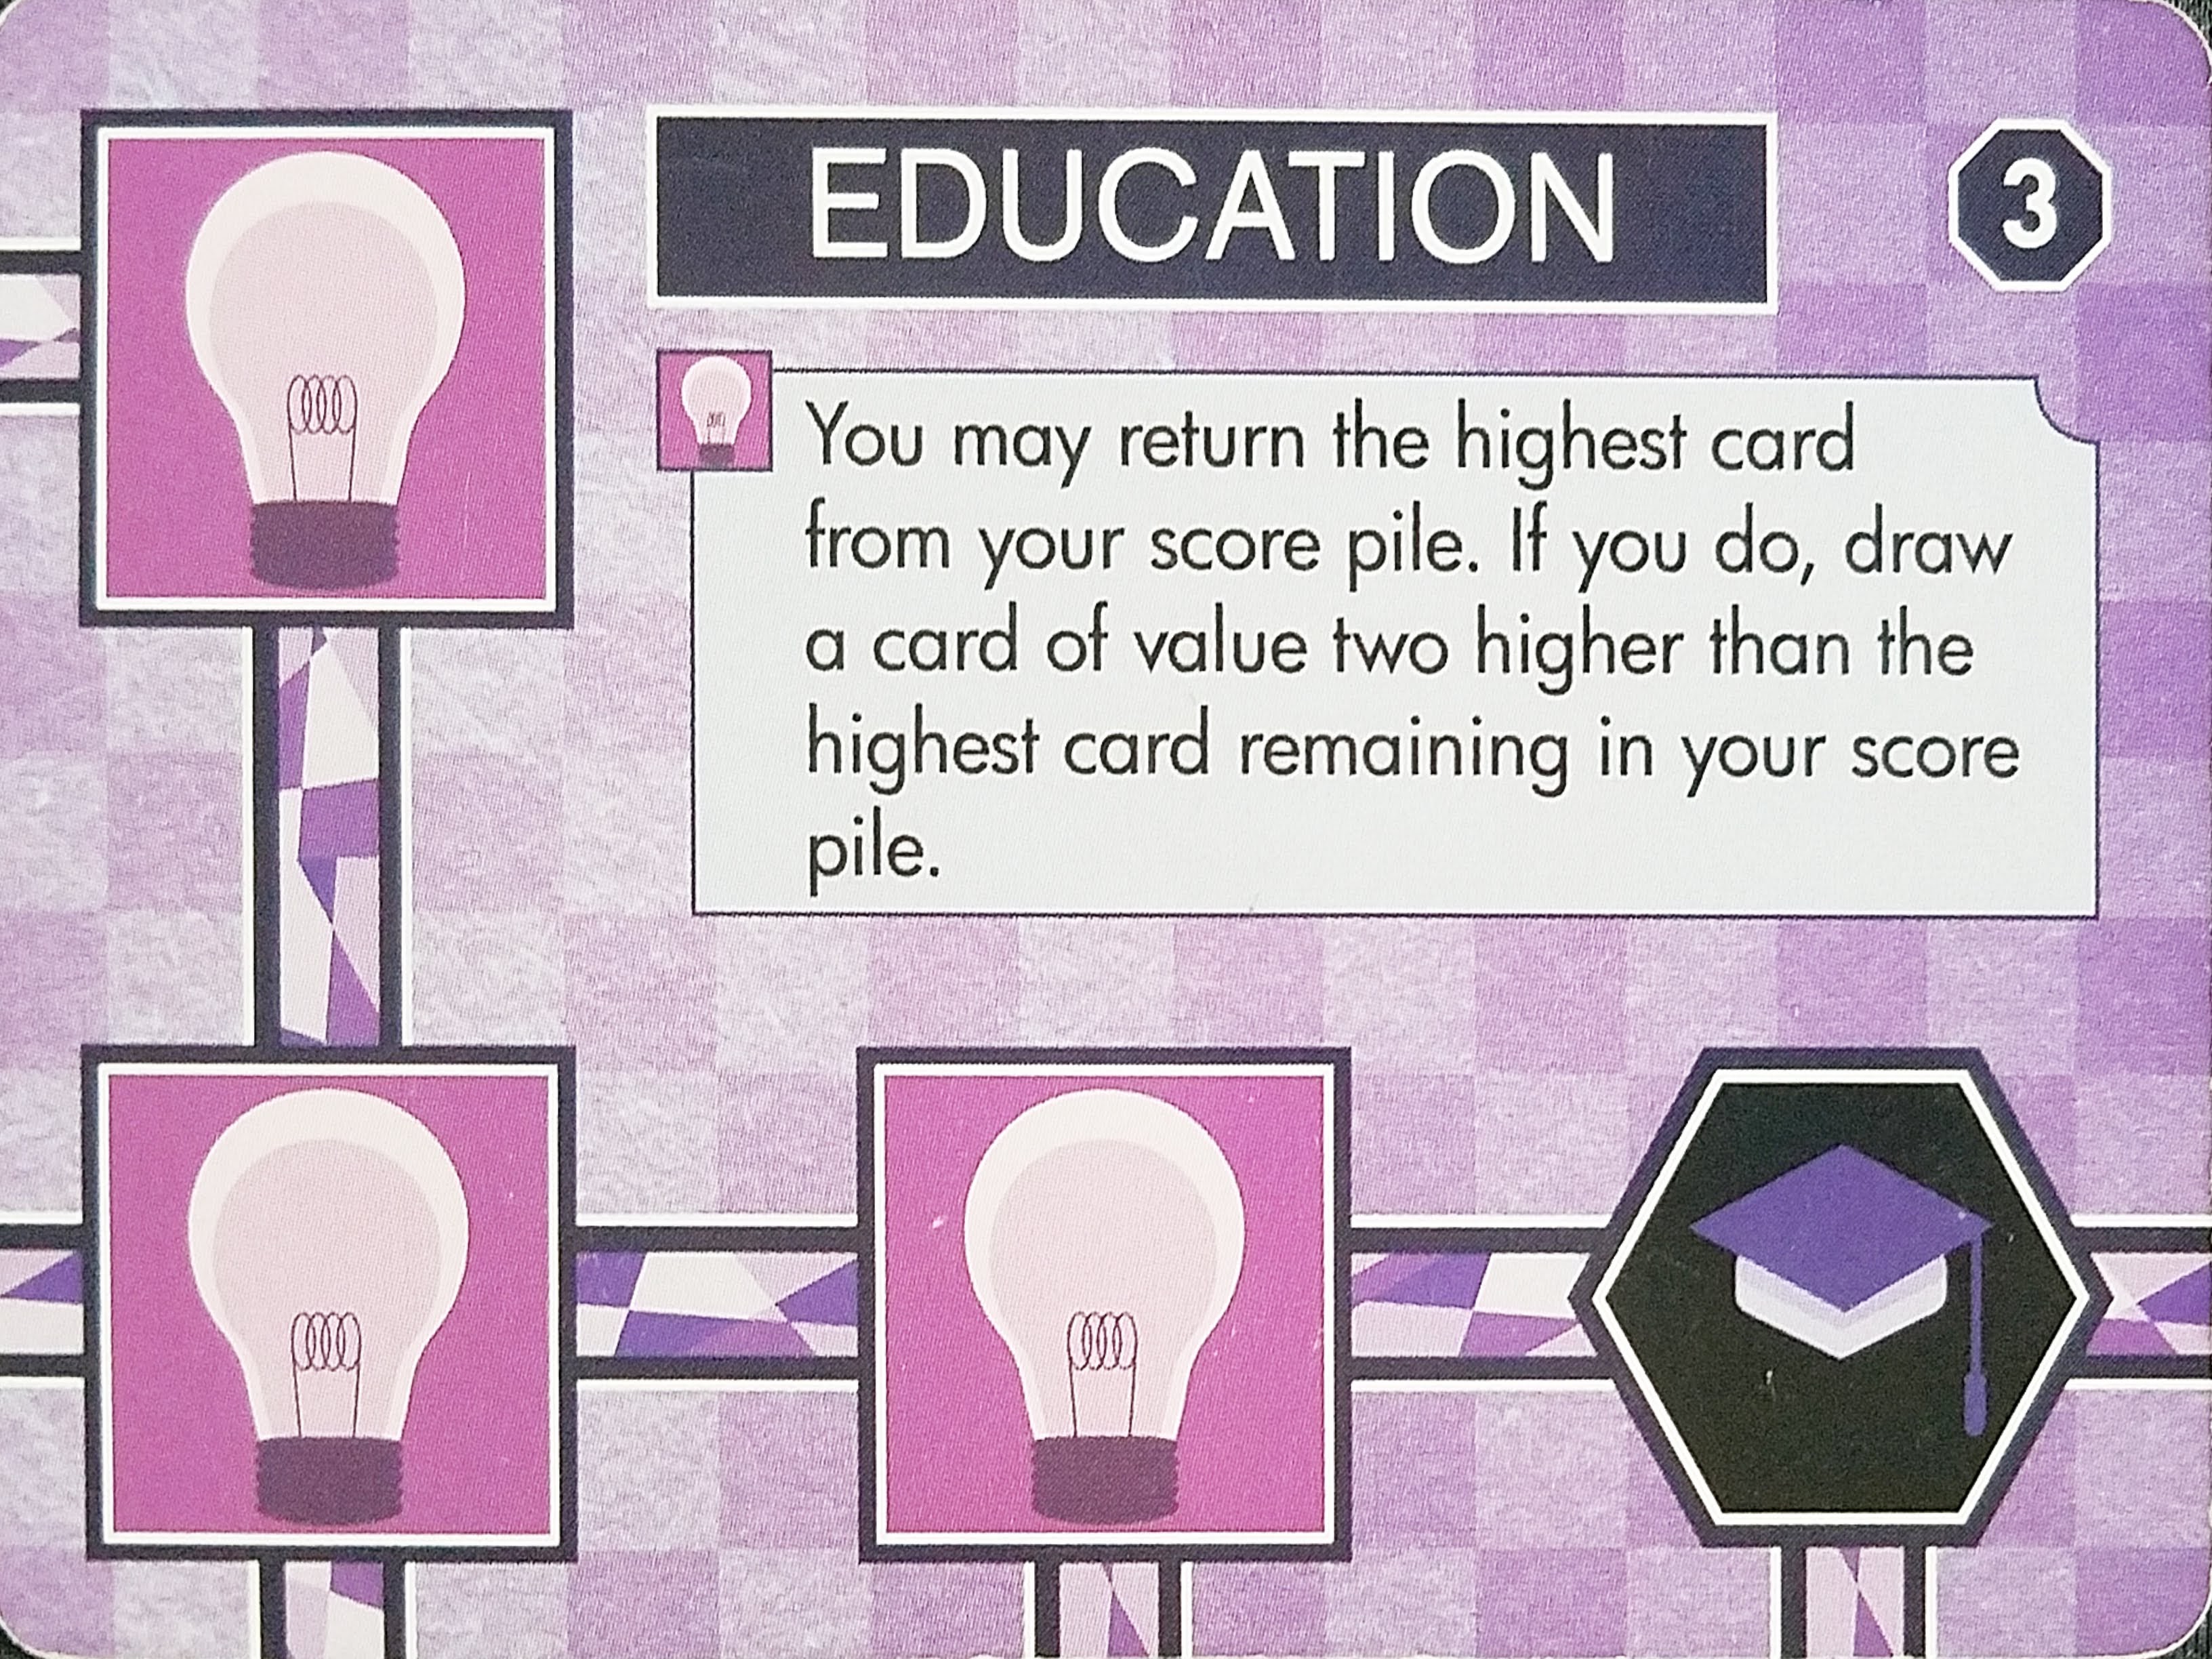 EDUCATION
3
You may return the highest card
from your score pile. If you do, draw
a card of value two higher than the
highest card remaining in your score
pile.